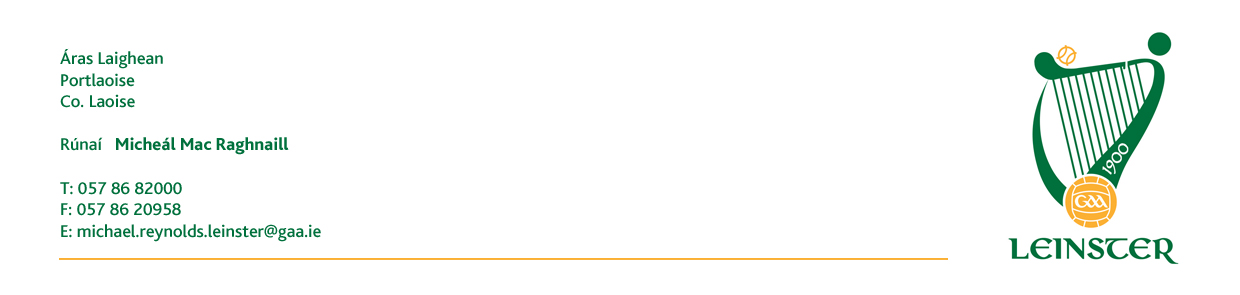 Áras Laighean
Portlaoise
Co. Laoise
Rúnaí Micheál Mac Raghnaill
T: 057 86 82000
F: 057 86 20958
E: michael.reynolds.leinster@gaa.ie
1900
GAA
LEINSTER